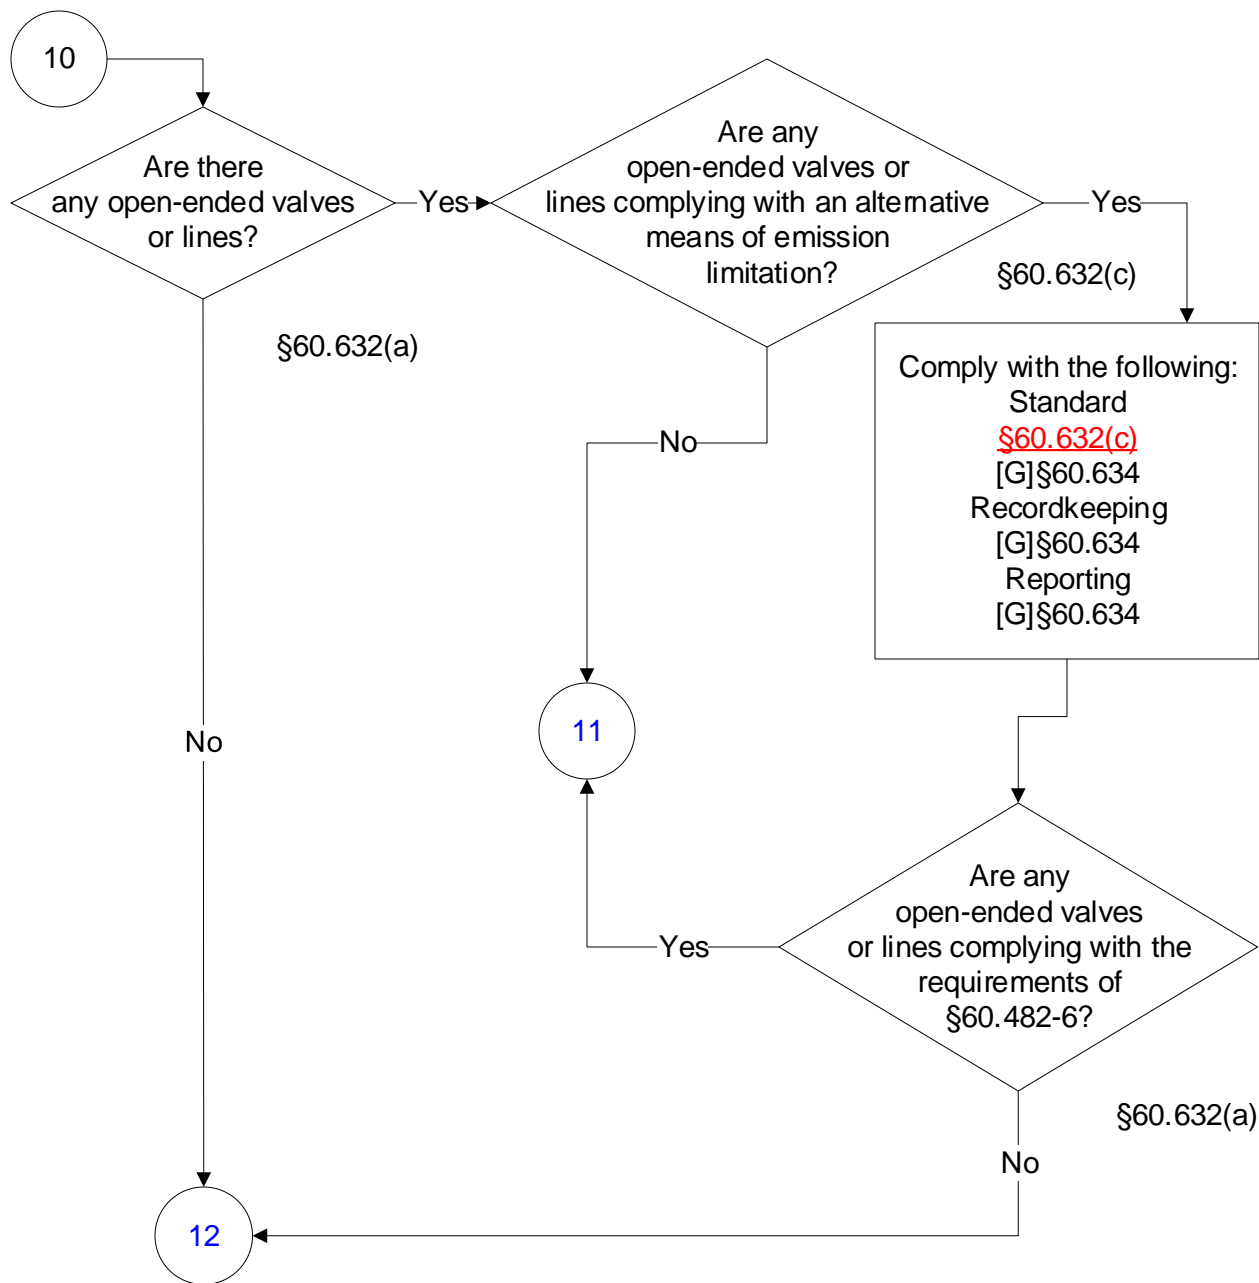 10
Are there
any open-ended valves
or lines?
Yes
Are any
open-ended valves or
lines complying with an alternative
means of emission
limitation?
Yes
§60.632(c)
§60.632(a)
Comply with the following:
Standard
§60.632(c)
[G]§60.634
Recordkeeping
[G]§60.634
Reporting
[G]§60.634
No
11
No
Are any
open-ended valves
or lines complying with the
requirements of
§60.482-6?
Yes
§60.632(a)
No
12